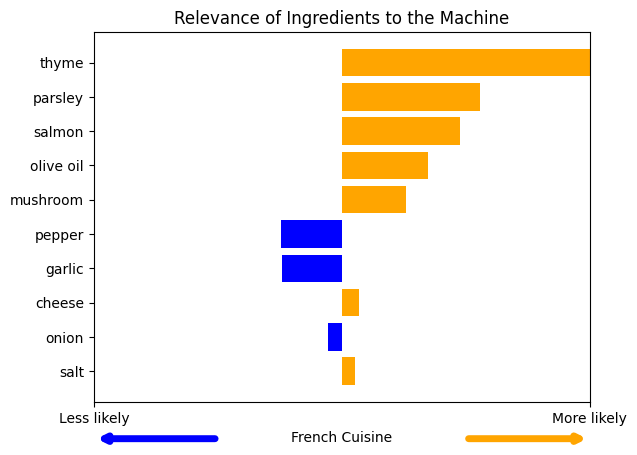 Relevance of Ingredients to the Machine
thyme
parsley
salmon
olive oil
mushroom
pepper
garlic
cheese
onion
salt
Less likely
More likely
French Cuisine